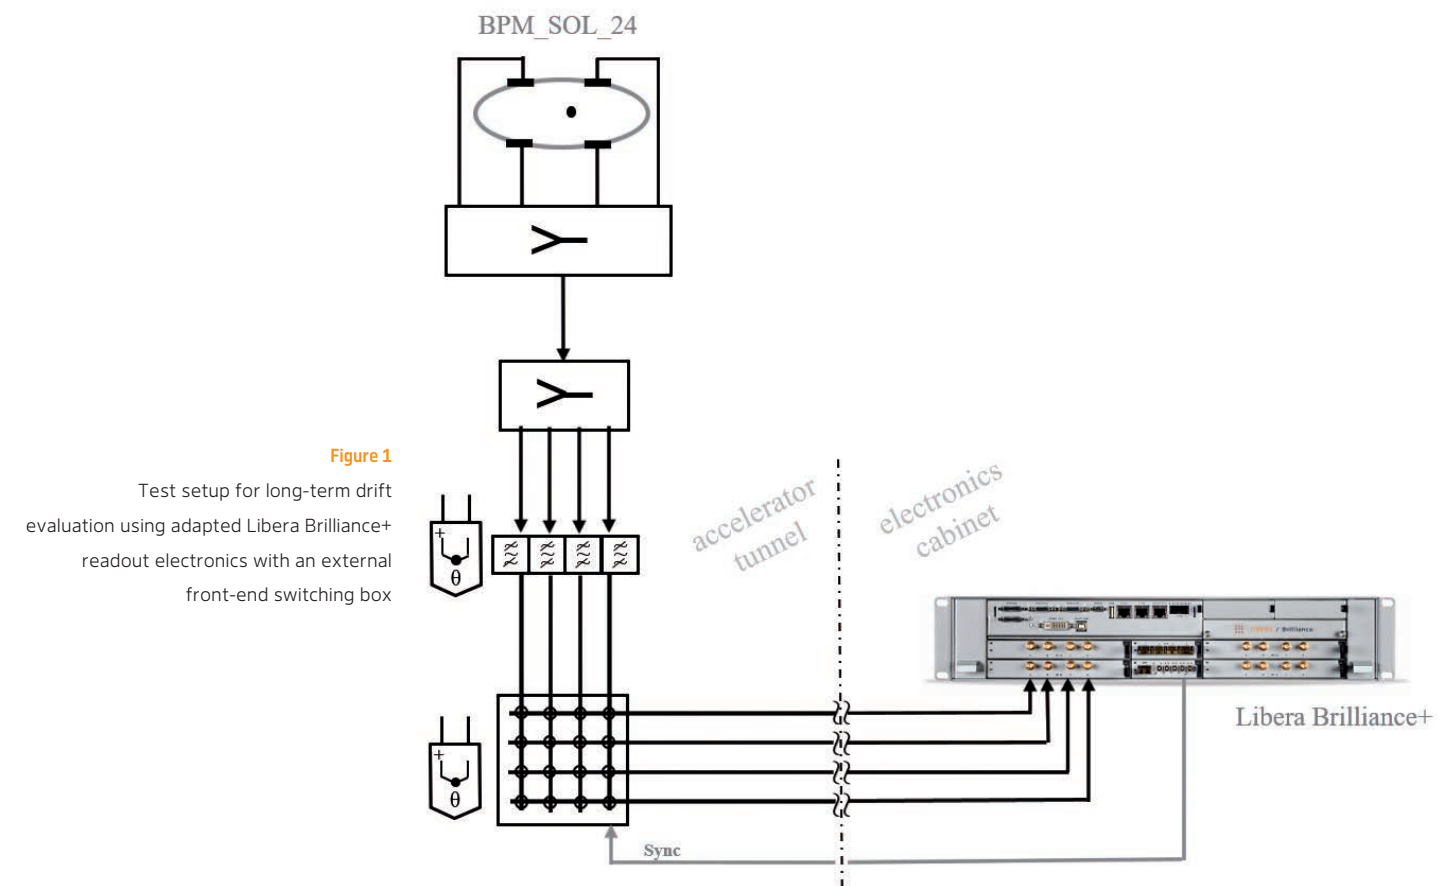 BPM_SOL_24
Figure 1
Test setup for long-term drift
evaluation using adapted Libera Brilliance+
readout electronics with an external
front-end switching box
accelerator
tunnel
electronics
cabinet
+
θ
/ Brilliance
Libera Brilliance+
+
θ
Sync